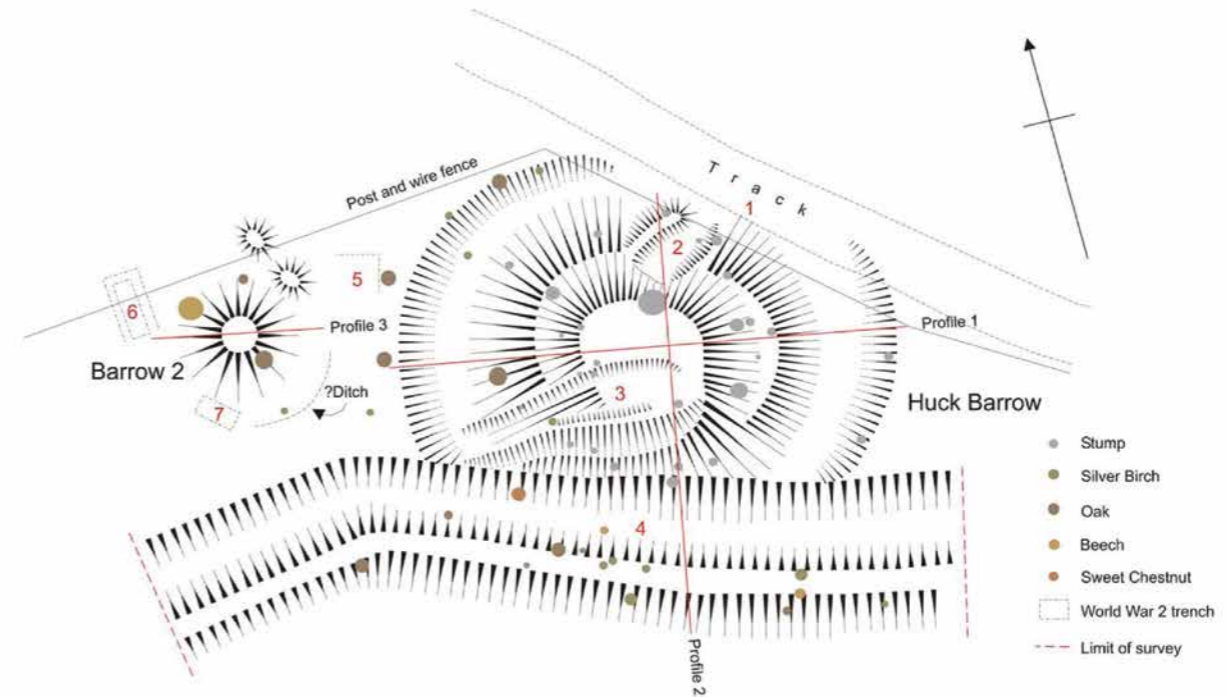 Post and wire fence
Track
1
2
5
6
Profile 3
Profile 1
Barrow 2
?Ditch
3
7
Huck Barrow
4
Profile 2
Stump
Silver Birch
Oak
Beech
Sweet Chestnut
World War 2 trench
Limit of survey